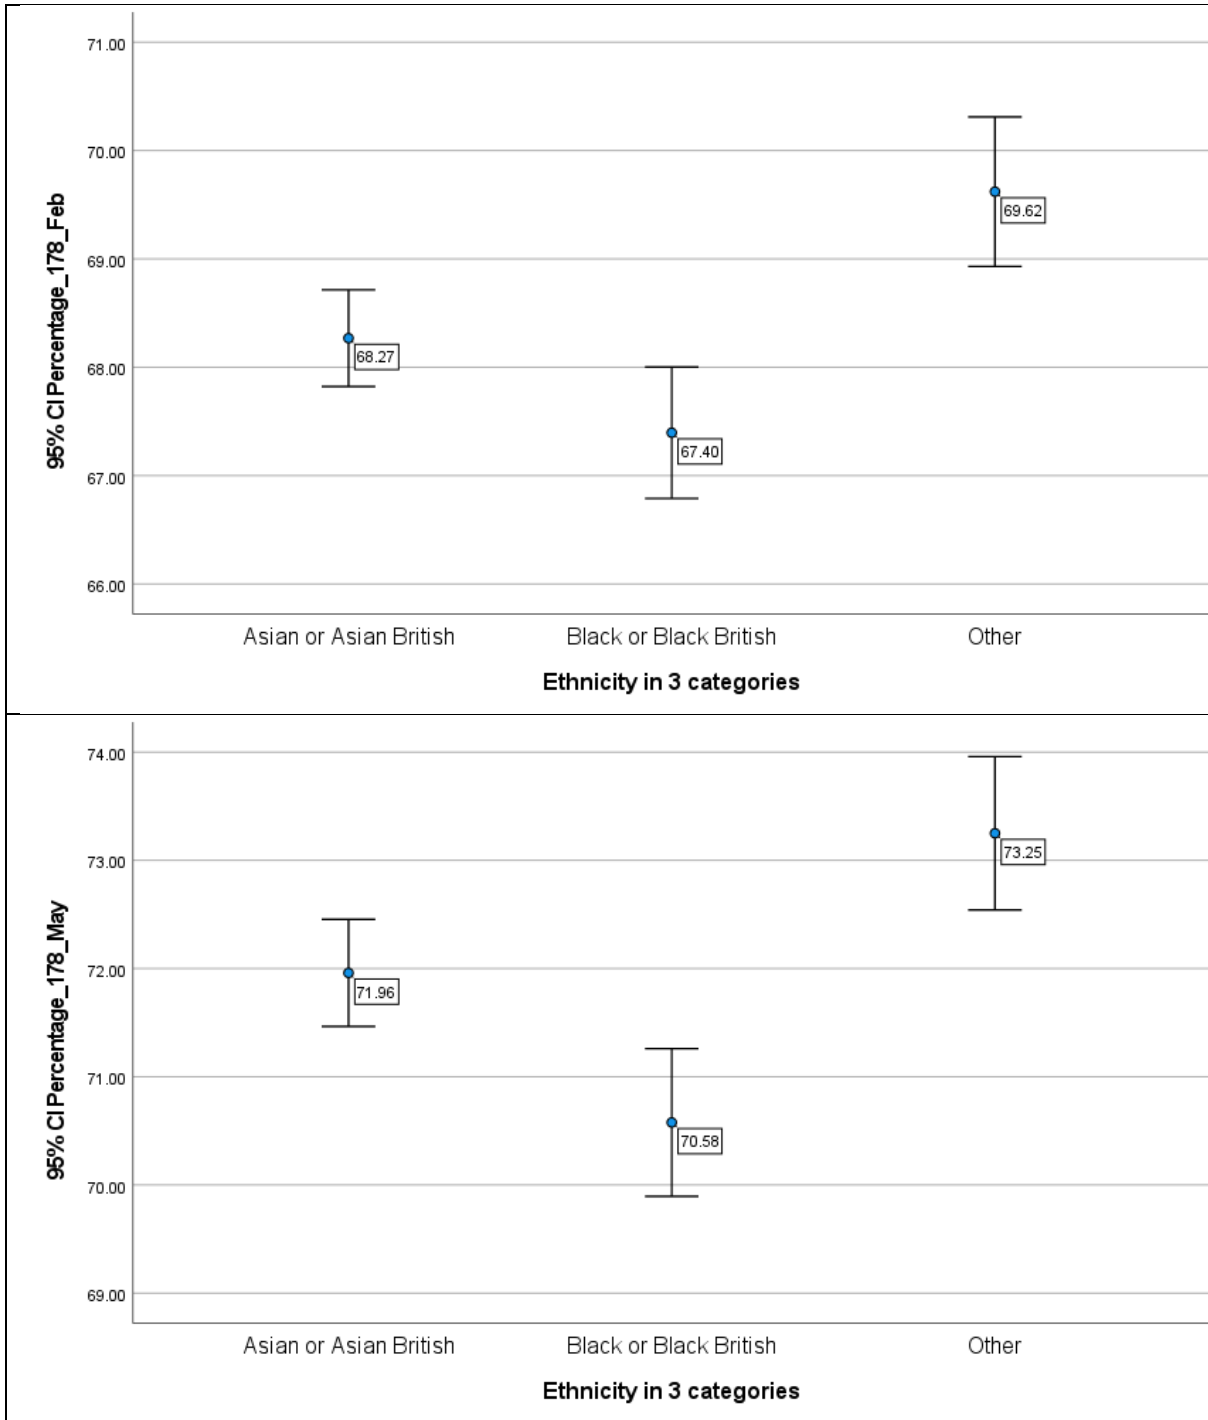 71.00
70.00
69.00
68.00
67.00
66.00
95% CI Percentage_178_Feb
68.27
67.40
69.62
Asian or Asian British
Black or Black British
Other
Ethnicity in 3 categories
74.00
73.00
72.00
71.00
70.00
69.00
95% CI Percentage_178_May
71.96
70.58
73.25
Asian or Asian British
Black or Black British
Other
Ethnicity in 3 categories